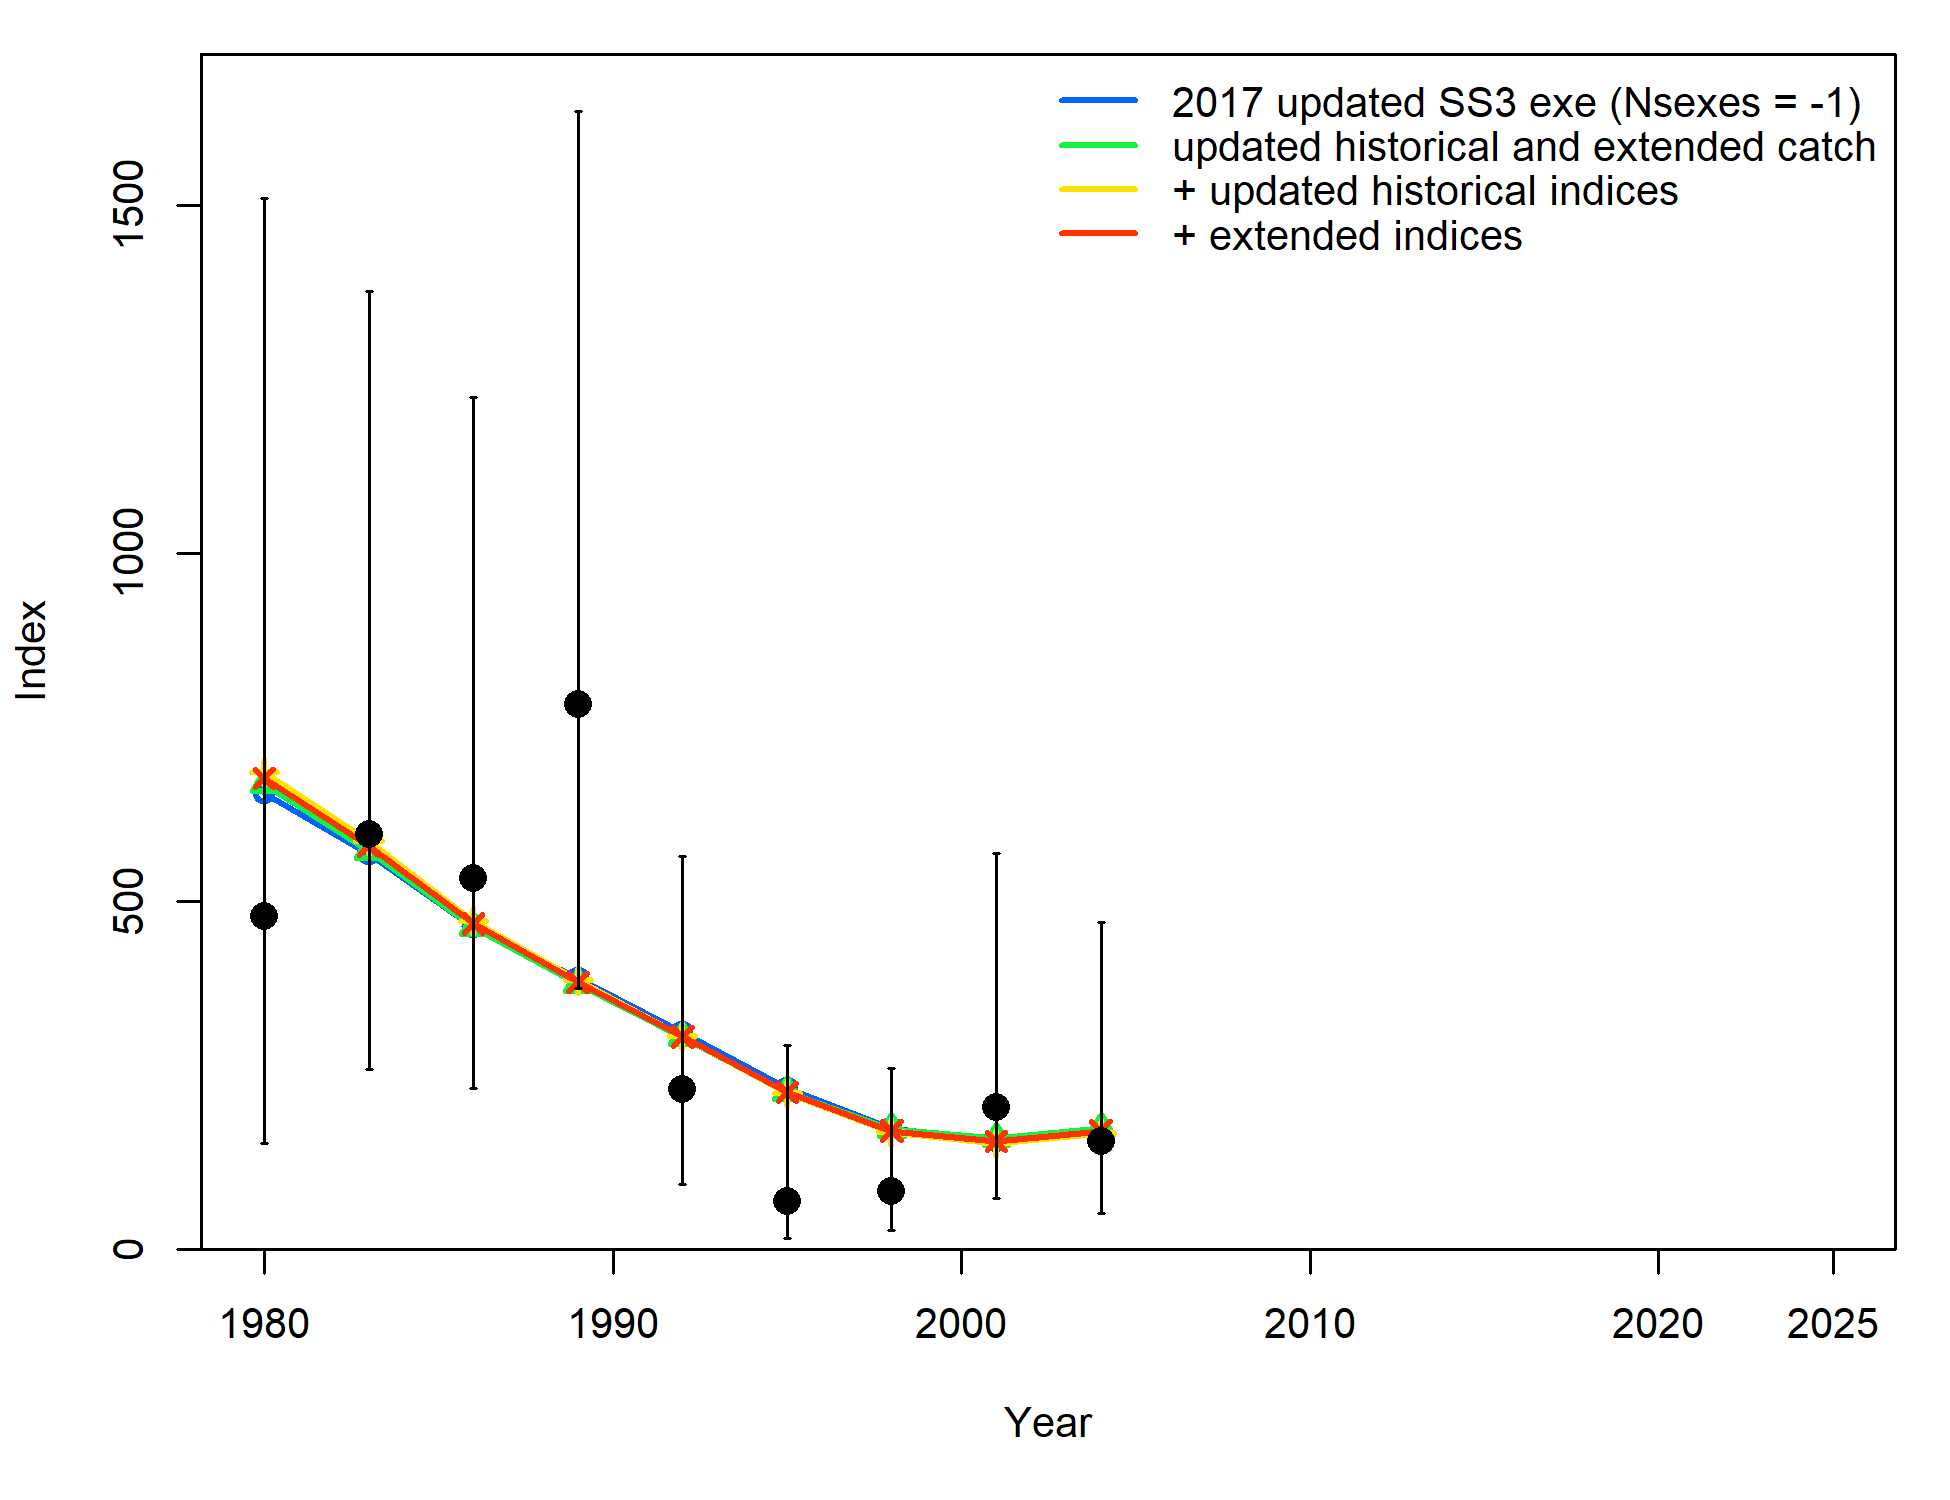 2017 updated SS3 exe (Nsexes = -1)
updated historical and extended catch
+ updated historical indices
+ extended indices
1500
1000
500
0
Index
1980 1990 2000 2010 2020 2025
Year